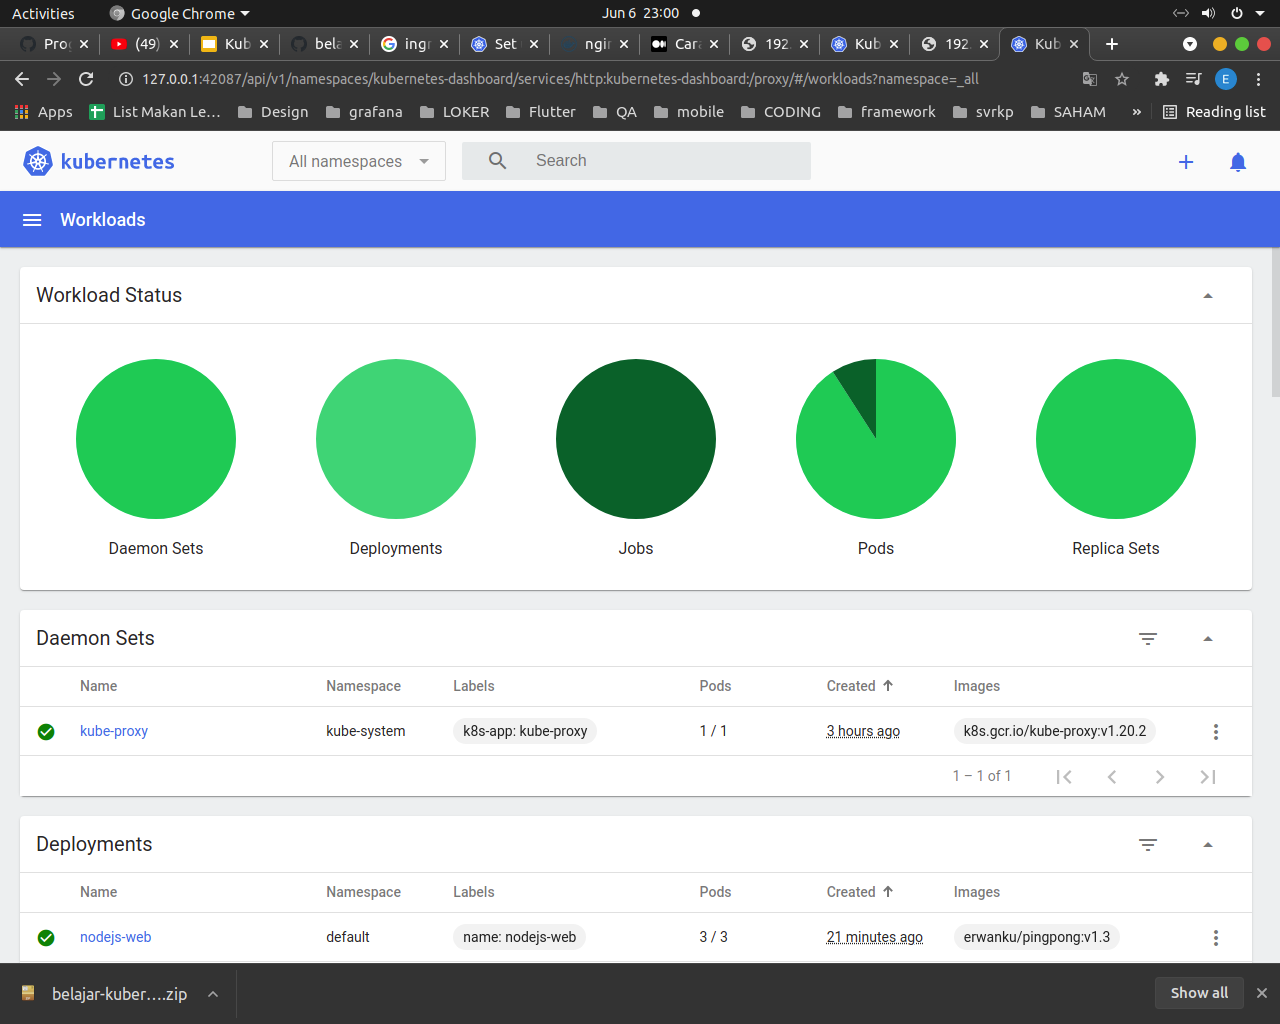 Activities Google Chrome Jun 6 23:00
Prog (49) Kub bela ingr Set ngin Cara 192. Kub 192. Kub
127.0.0.1:42087/api/v1/namespaces/kubernetes-dashboard/services/http:kubernetes-dashboard:/proxy/#/workloads?namespace=_all E
Apps List Makan Le... Design grafana LOKER Flutter QA mobile CODING framework svrkp SAHAM » Reading list
kubernetes All namespaces Search
Workloads
Workload Status
Daemon Sets Deployments Jobs Pods Replica Sets
Daemon Sets
Name Namespace Labels Pods Created Images
kube-proxy kube-system k8s-app: kube-proxy 1 / 1 3 hours ago k8s.gcr.io/kube-proxy:v1.20.2
1 – 1 of 1
Deployments
Name Namespace Labels Pods Created Images
nodejs-web default name: nodejs-web 3 / 3 21 minutes ago erwanku/pingpong:v1.3
belajar-kuber....zip Show all